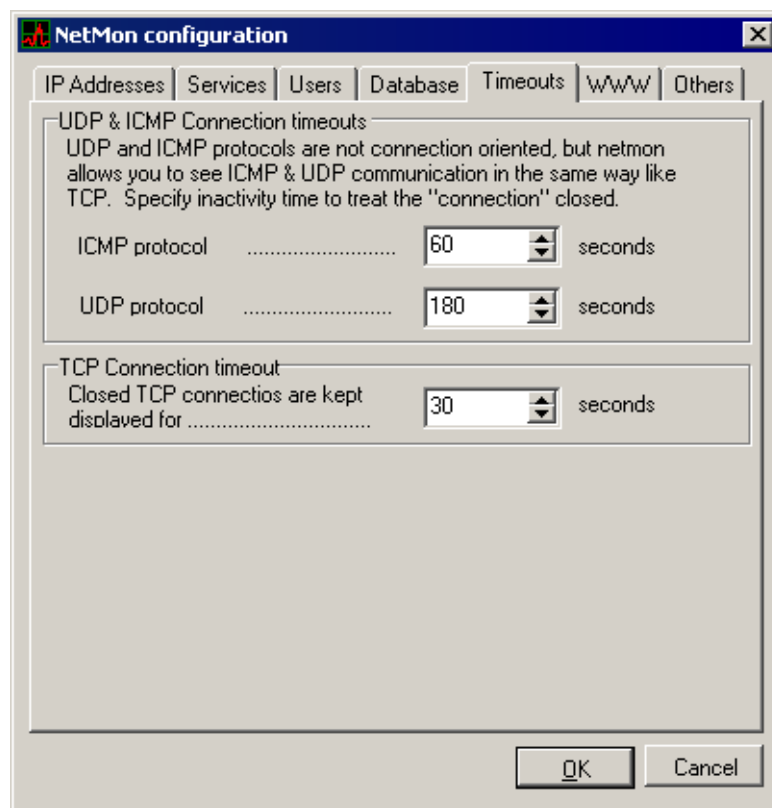 NetMon configuration
IP Addresses Services Users Database Timeouts WWW Others
UDP & ICMP Connection timeouts
UDP and ICMP protocols are not connection oriented, but netmon
allows you to see ICMP & UDP communication in the same way like
TCP. Specify inactivity time to treat the "connection" closed.
ICMP protocol .......................... 60 seconds
UDP protocol .......................... 180 seconds
TCP Connection timeout
Closed TCP connectios are kept
displayed for ................................ 30 seconds
OK Cancel